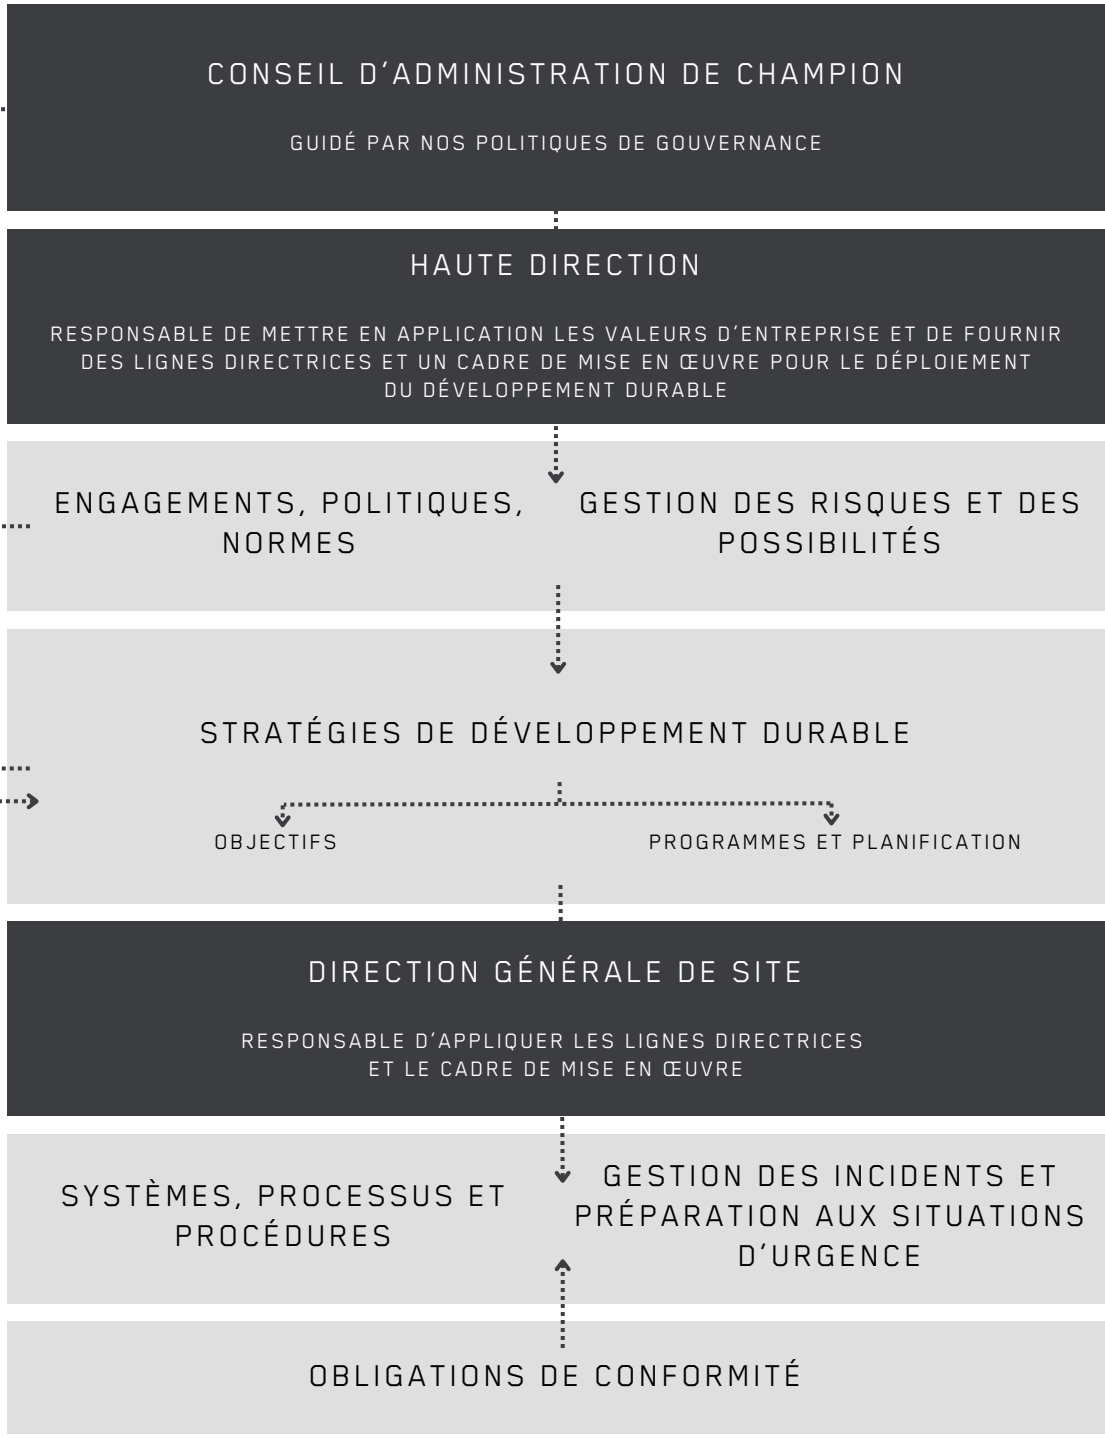 CONSEIL D'ADMINISTRATION DE CHAMPION
GUIDÉ PAR NOS POLITIQUES DE GOUVERNANCE
HAUTE DIRECTION
RESPONSABLE DE METTRE EN APPLICATION LES VALEURS D'ENTREPRISE ET DE FOURNIR
DES LIGNES DIRECTRICES ET UN CADRE DE MISE EN ŒUVRE POUR LE DÉPLOIEMENT
DU DÉVELOPPEMENT DURABLE
ENGAGEMENTS, POLITIQUES,
NORMES
GESTION DES RISQUES ET DES
POSSIBILITÉS
STRATÉGIES DE DÉVELOPPEMENT DURABLE
OBJECTIFS
PROGRAMMES ET PLANIFICATION
DIRECTION GÉNÉRALE DE SITE
RESPONSABLE D'APPLIQUER LES LIGNES DIRECTRICES
ET LE CADRE DE MISE EN ŒUVRE
SYSTÈMES, PROCESSUS ET
PROCÉDURES
GESTION DES INCIDENTS ET
PRÉPARATION AUX SITUATIONS
D'URGENCE
OBLIGATIONS DE CONFORMITÉ